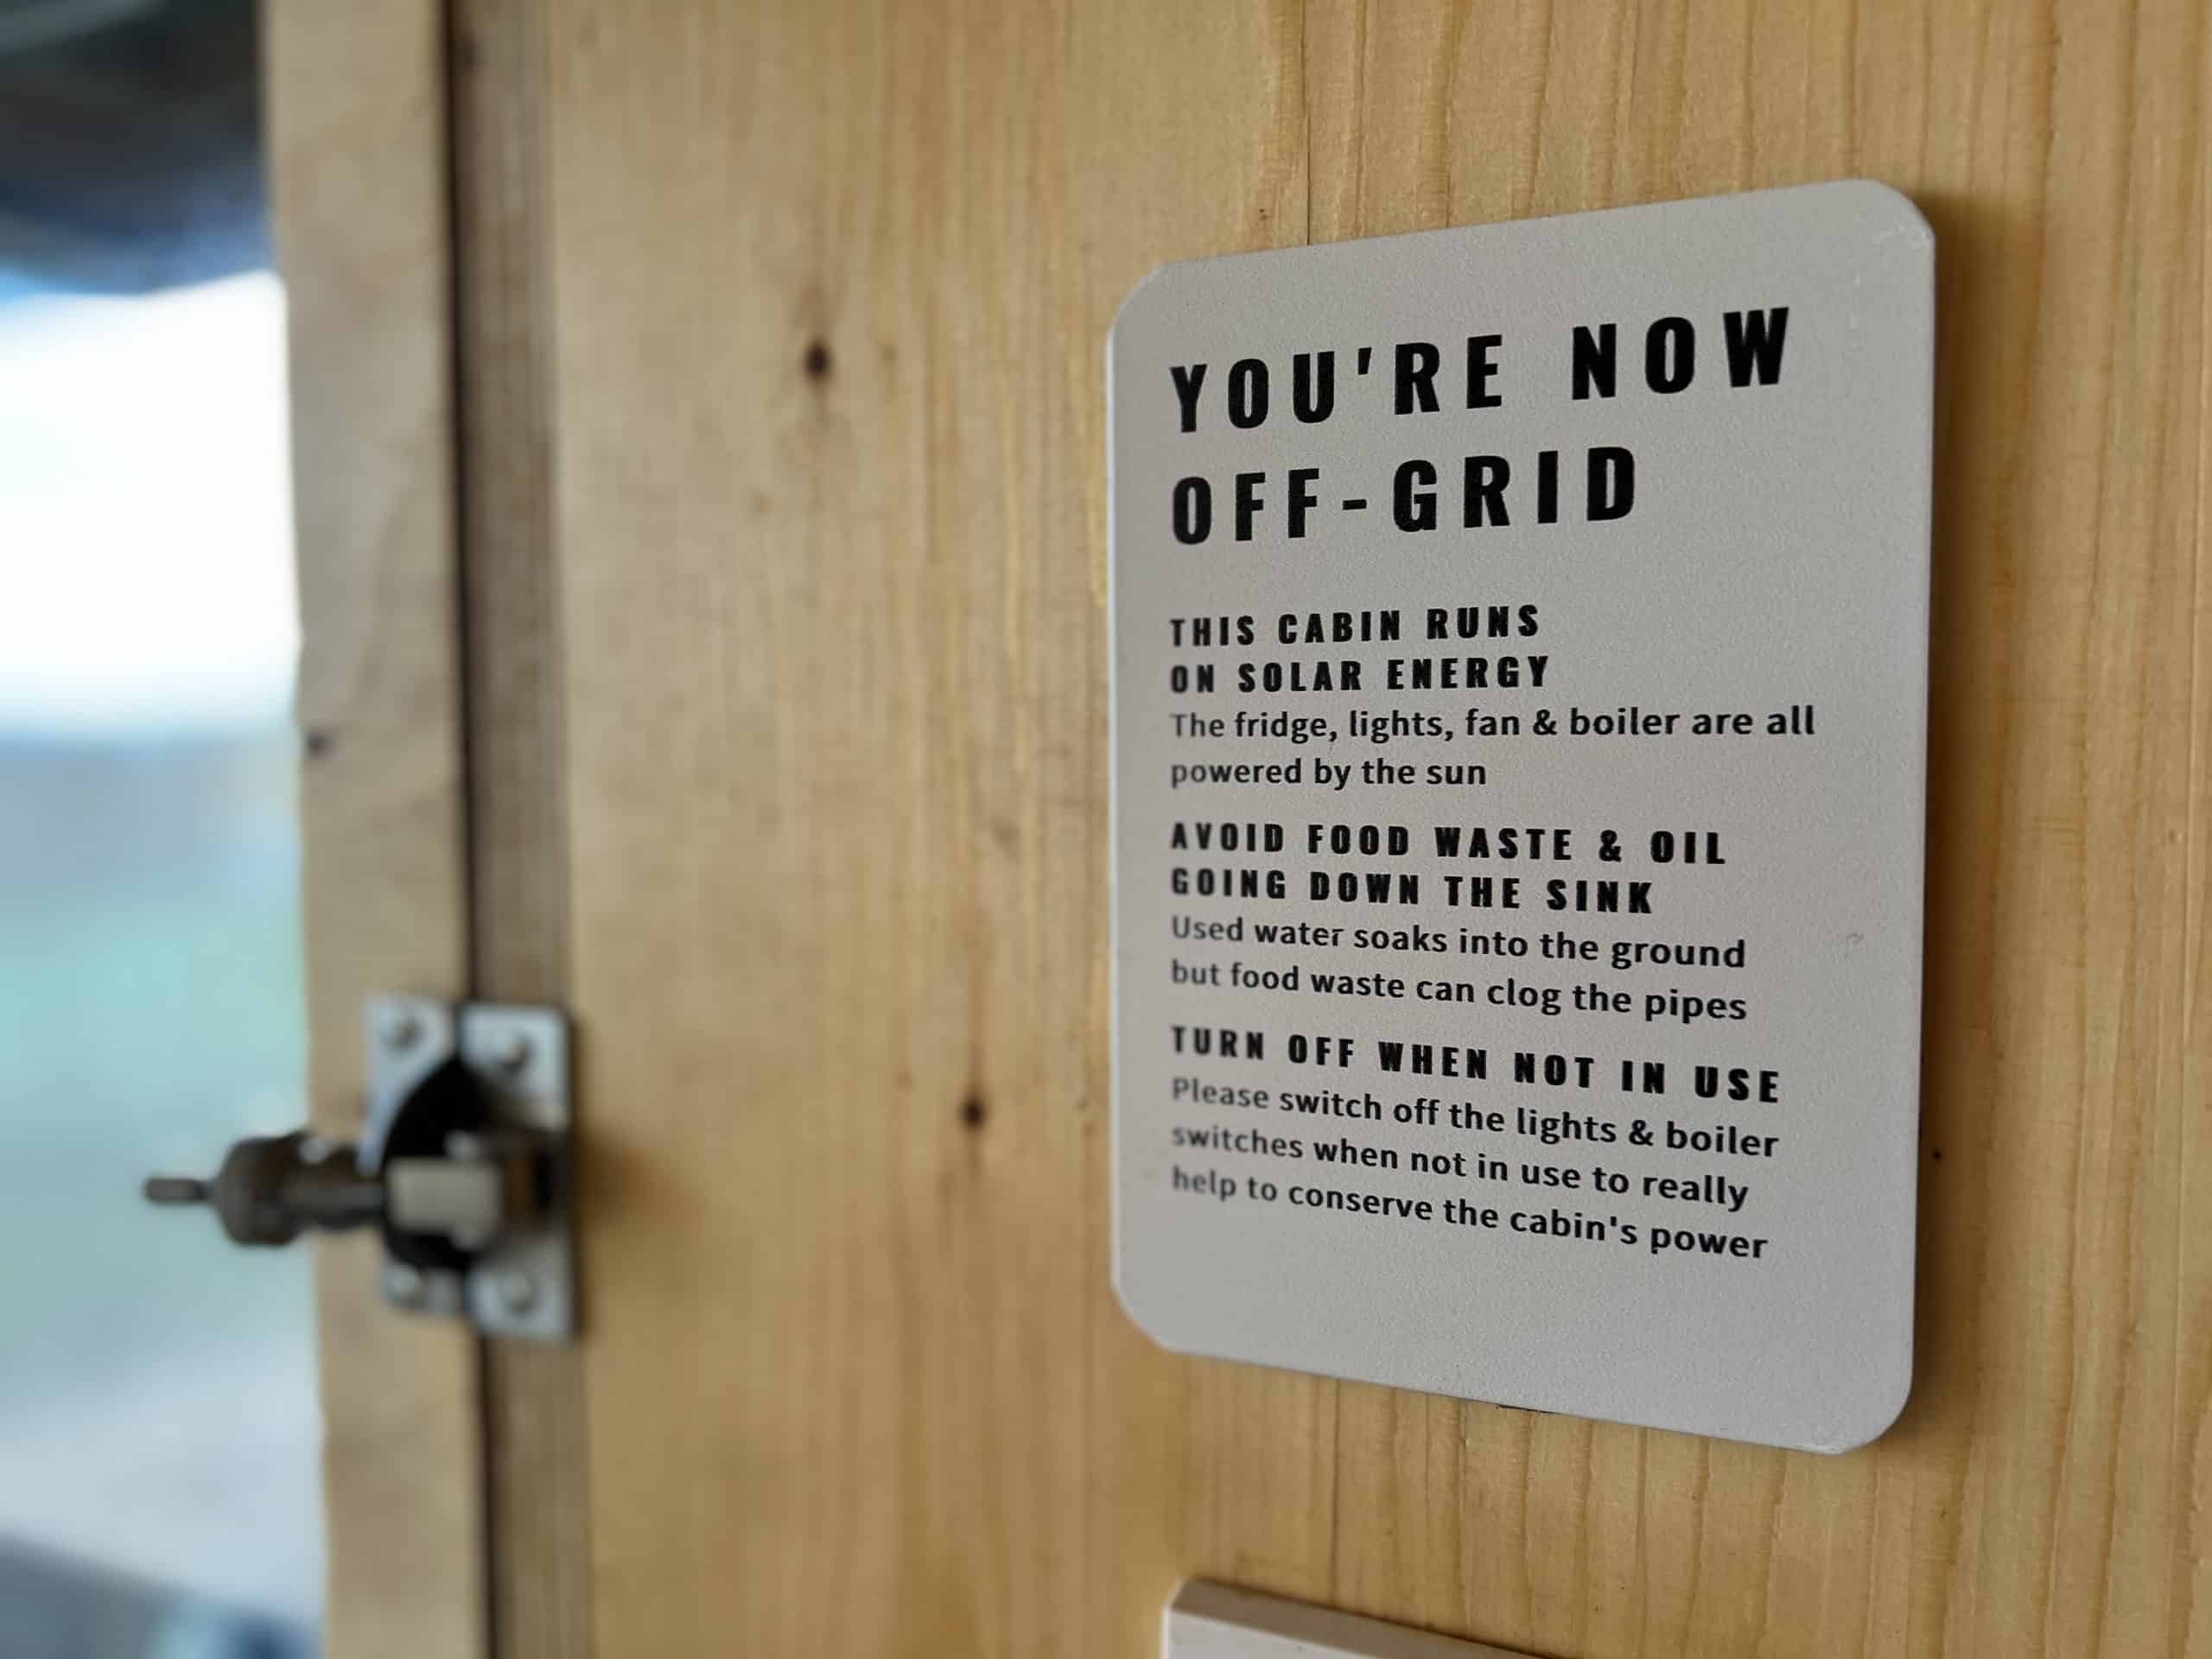 YOU'RE NOW
OFF-GRID
THIS CABIN RUNS
ON SOLAR ENERGY
The fridge, lights, fan & boiler are all
powered by the sun
AVOID FOOD WASTE & OIL
GOING DOWN THE SINK
Used water soaks into the ground
but food waste can clog the pipes
TURN OFF WHEN NOT IN USE
Please switch off the lights & boiler
switches when not in use to really
help to conserve the cabin's power